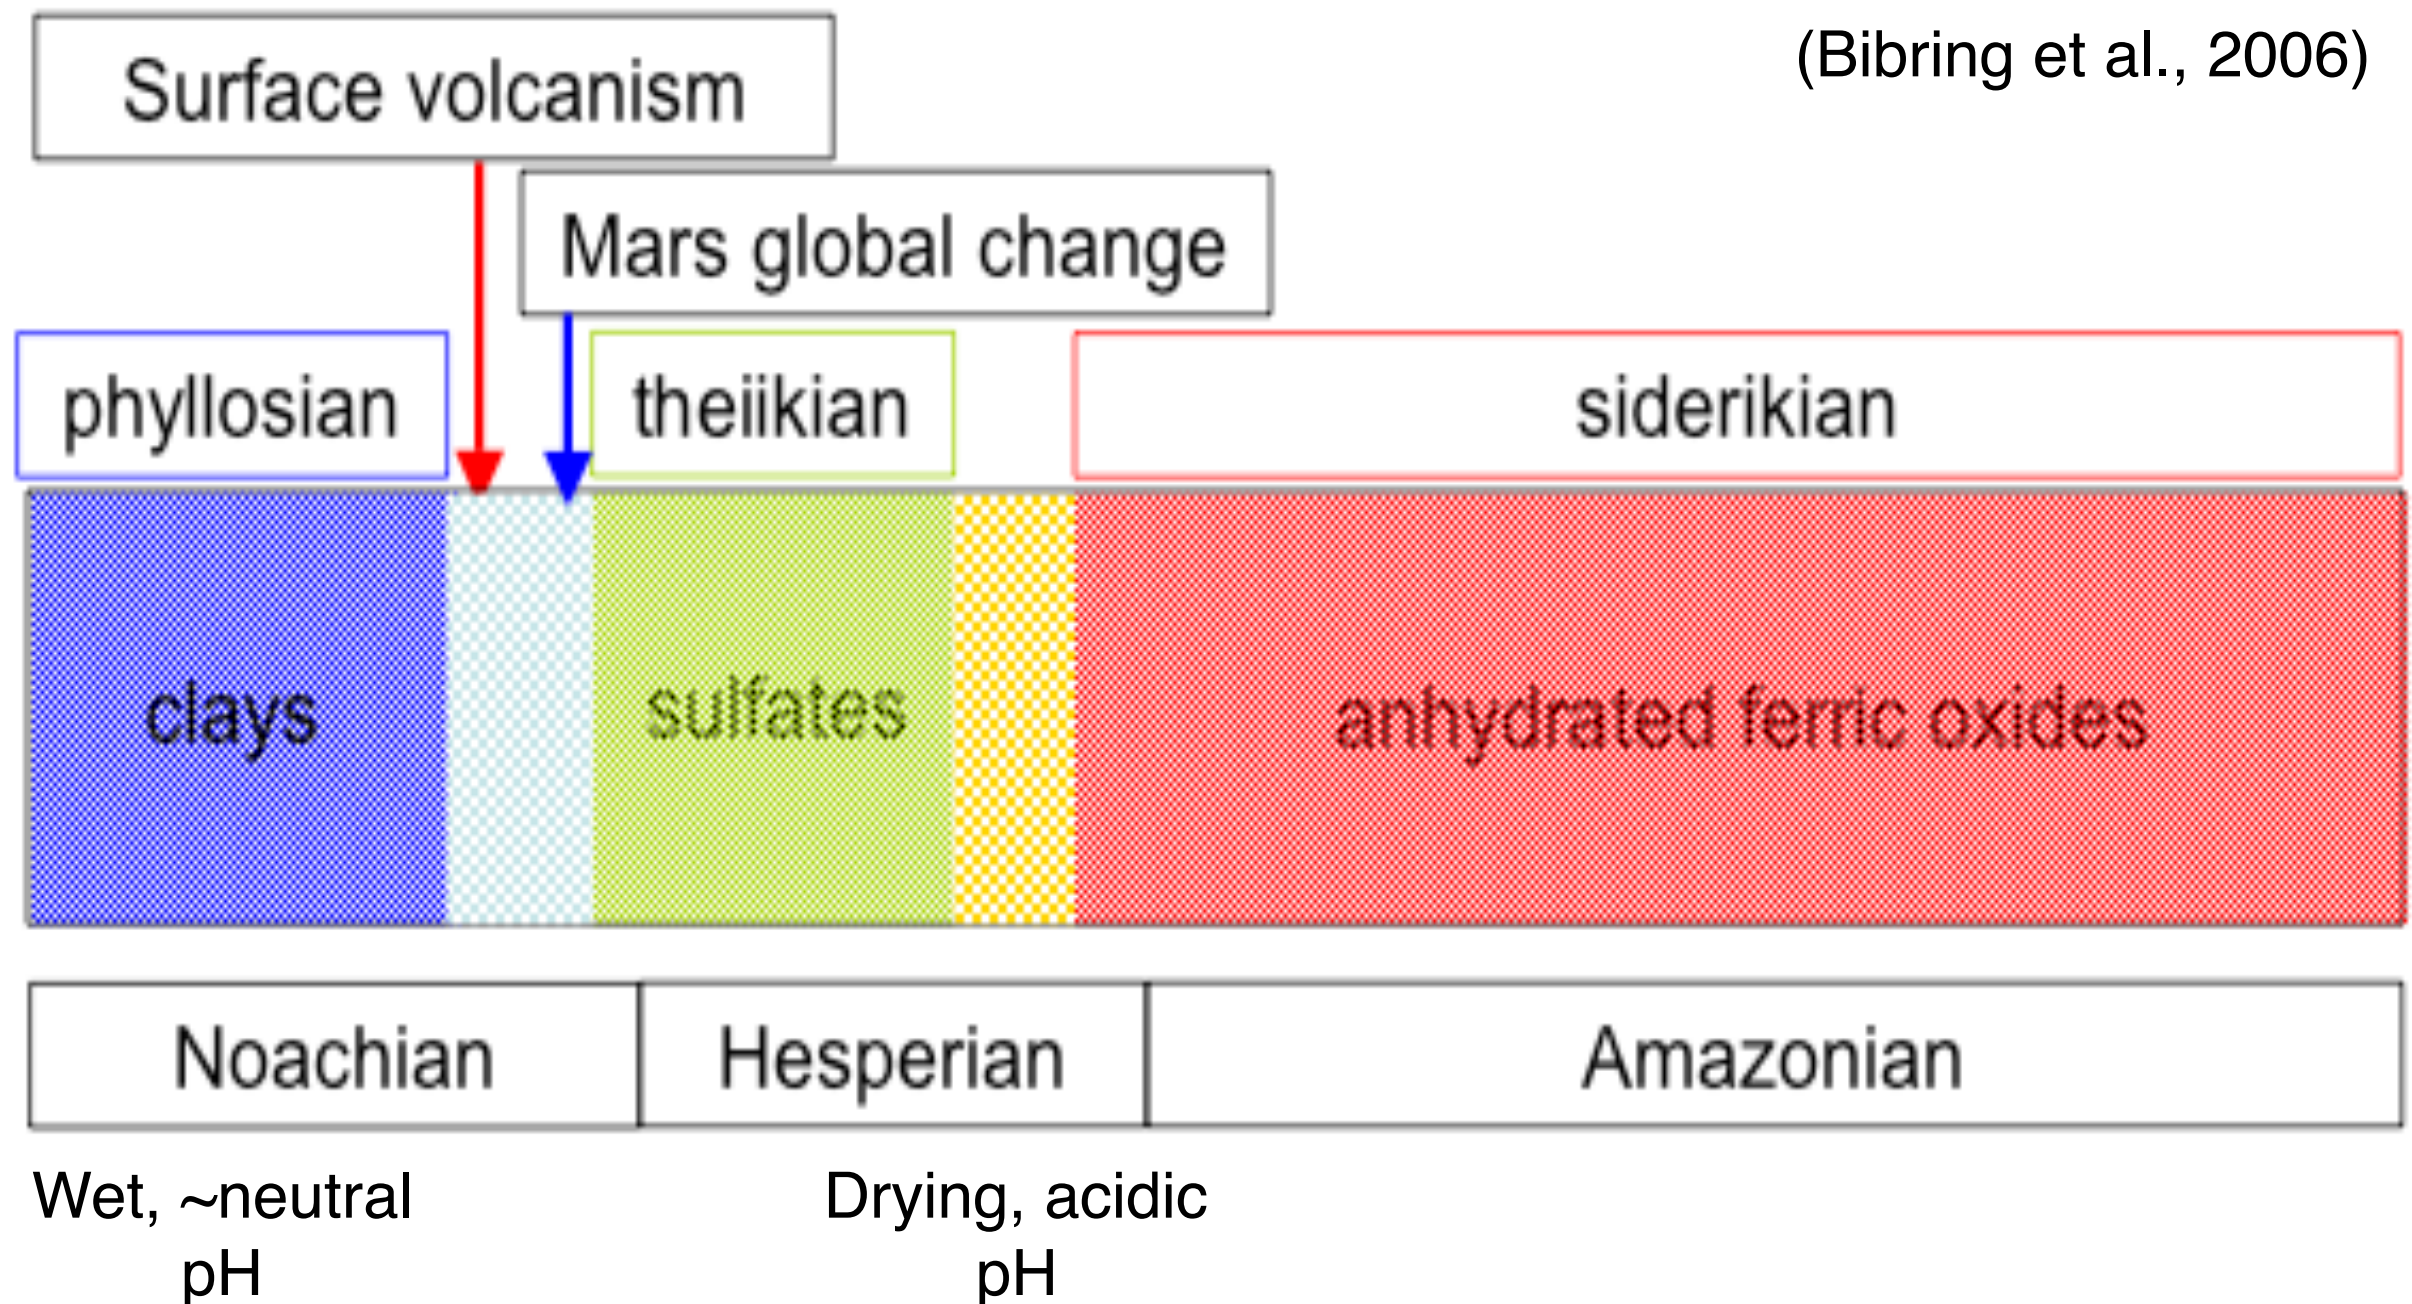 (Bibring et al., 2006)
Surface volcanism
Mars global change
phyllosian
theiikian
siderikian
clays
sulfates
anhydrated ferric oxides
Noachian
Hesperian
Amazonian
Wet, ~neutral
pH
Drying, acidic
pH